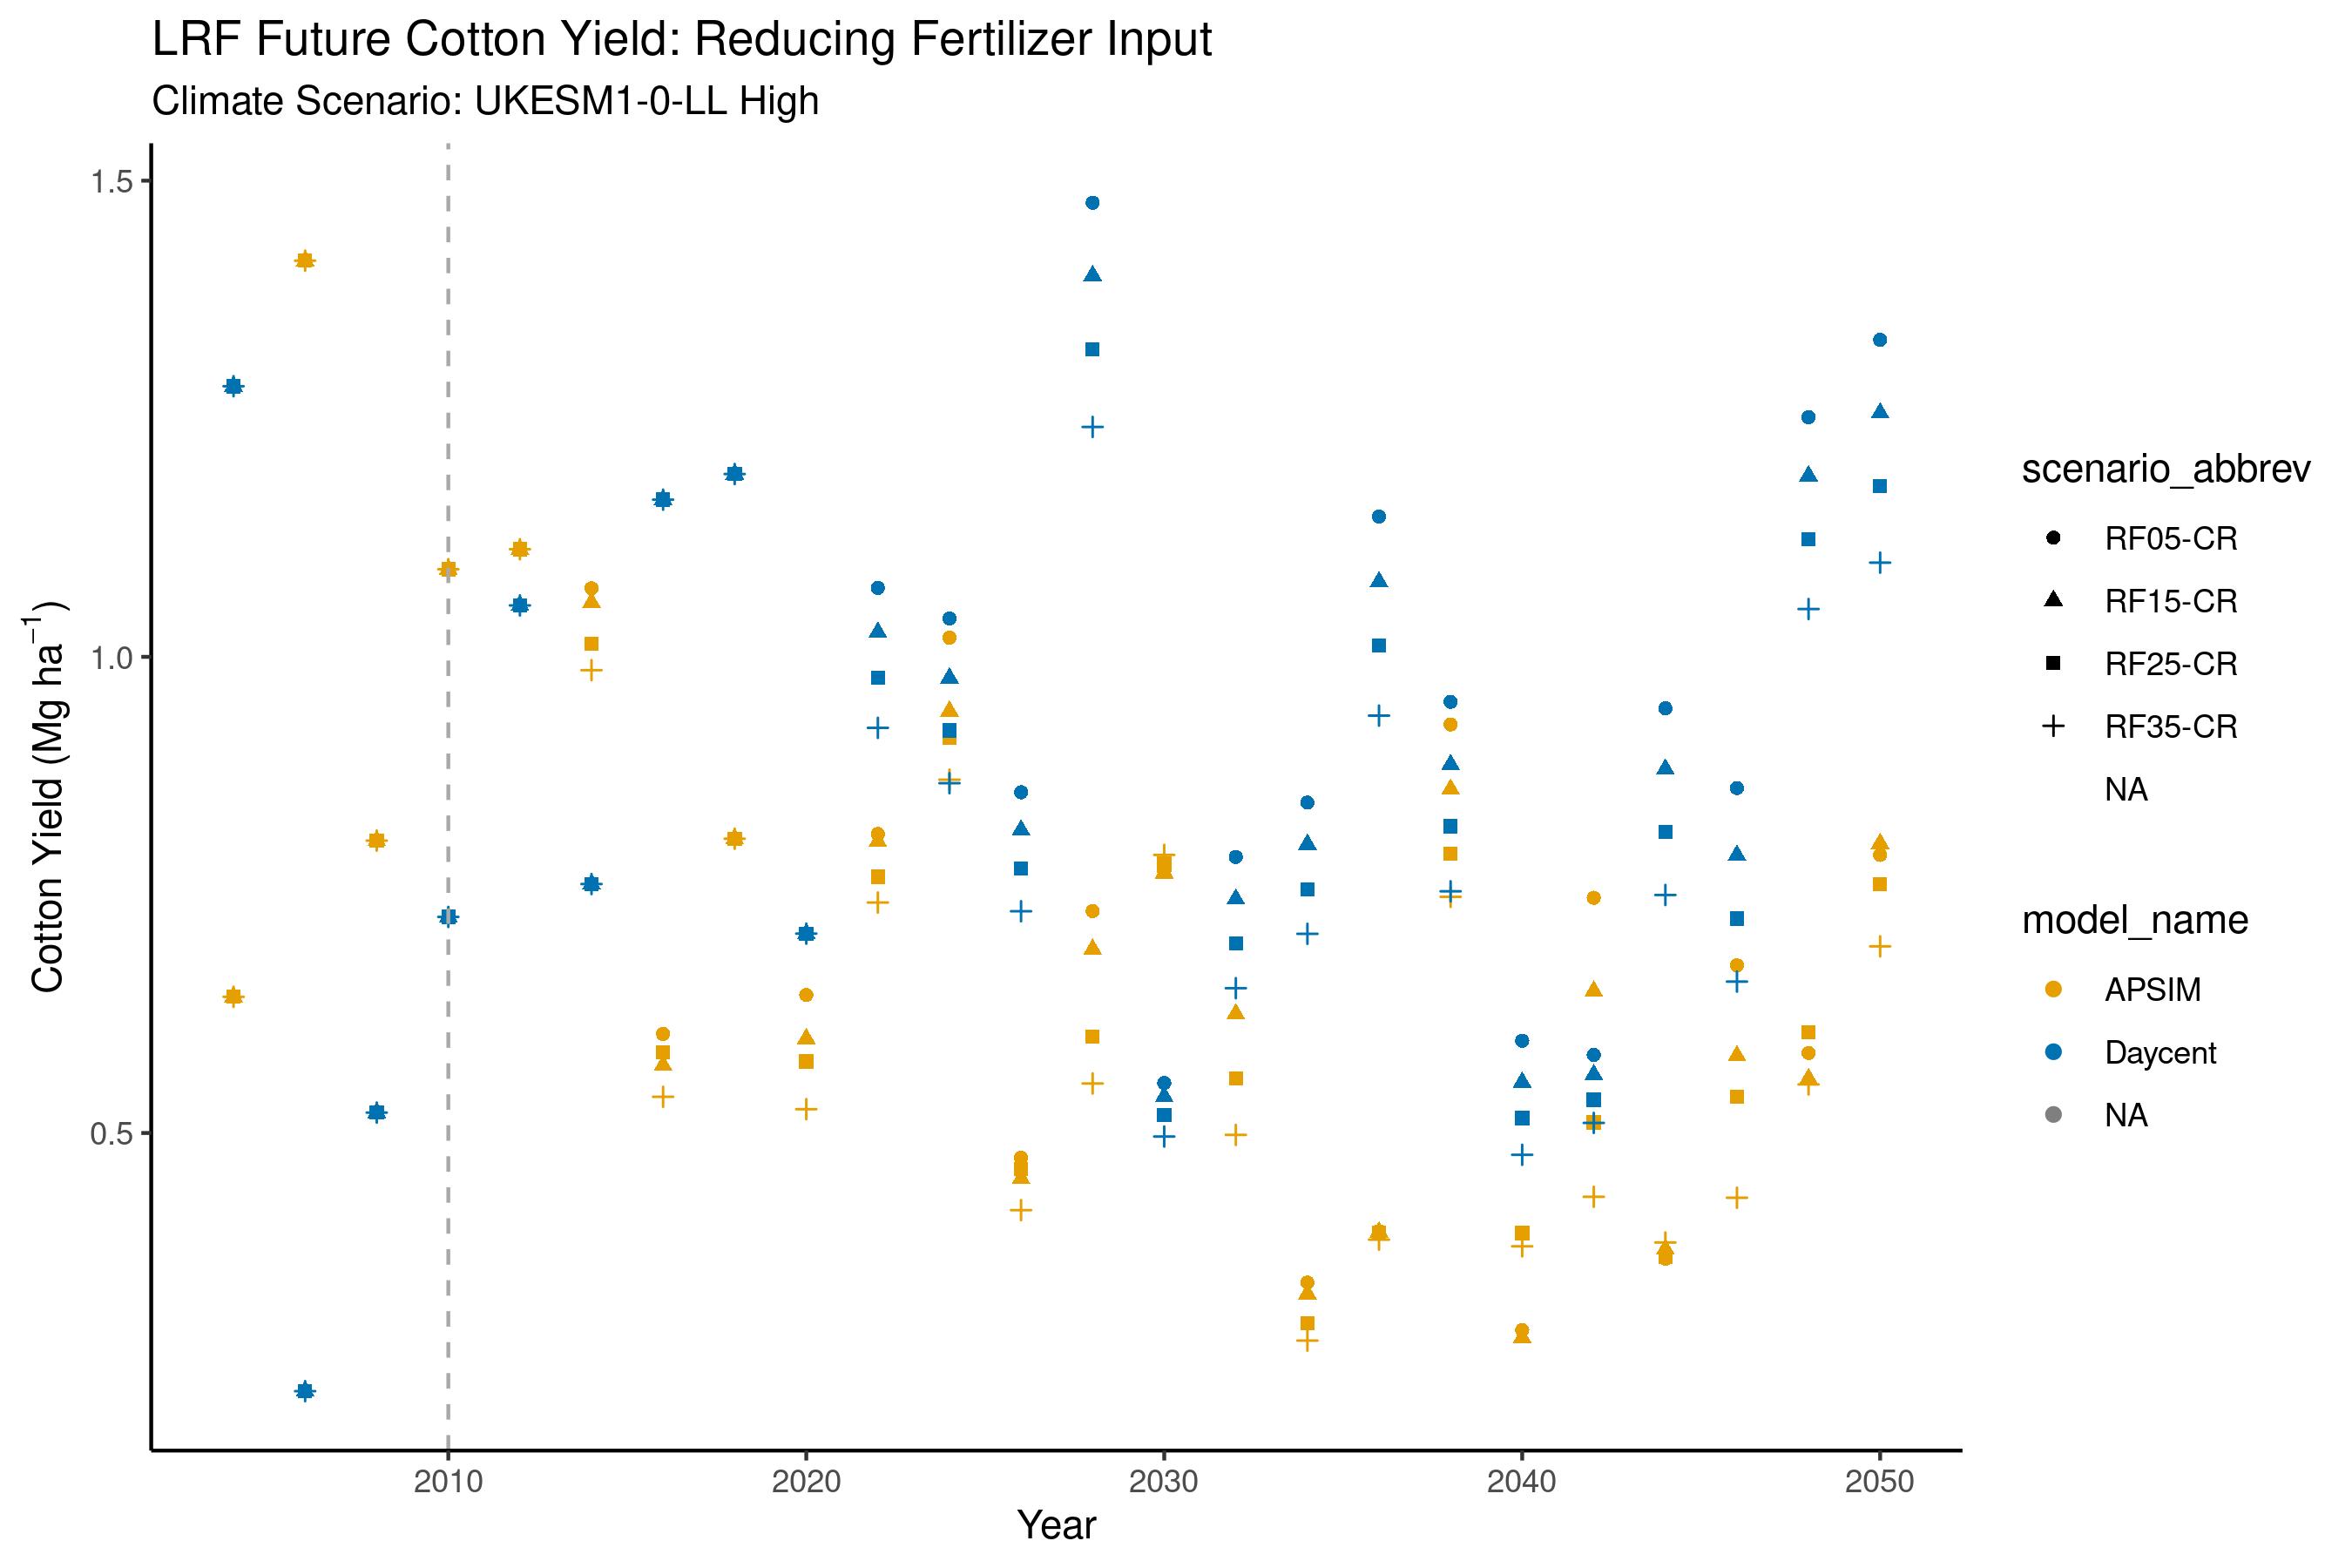 LRF Future Cotton Yield: Reducing Fertilizer Input
Climate Scenario: UKESM1-0-LL High
Cotton Yield (Mg ha⁻¹)
1.5
1.0
0.5
2010
2020
2030
2040
2050
Year
scenario_abbrev
RF05-CR
RF15-CR
RF25-CR
RF35-CR
NA
model_name
APSIM
Daycent
NA